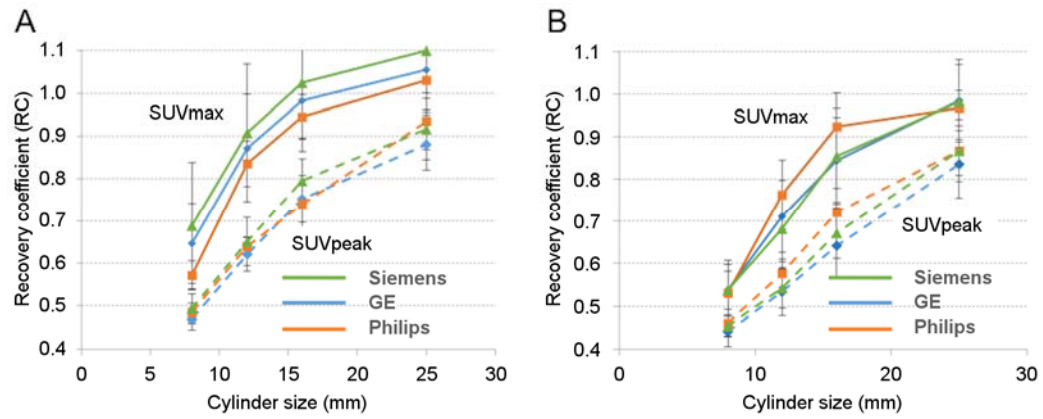 A
Recovery coefficient (RC)
1.1
1.0
0.9
0.8
0.7
0.6
0.5
0.4
SUVmax
SUVpeak
Siemens
GE
Philips
0 5 10 15 20 25 30
Cylinder size (mm)
B
Recovery coefficient (RC)
1.1
1.0
0.9
0.8
0.7
0.6
0.5
0.4
SUVmax
SUVpeak
Siemens
GE
Philips
0 10 20 30
Cylinder size (mm)